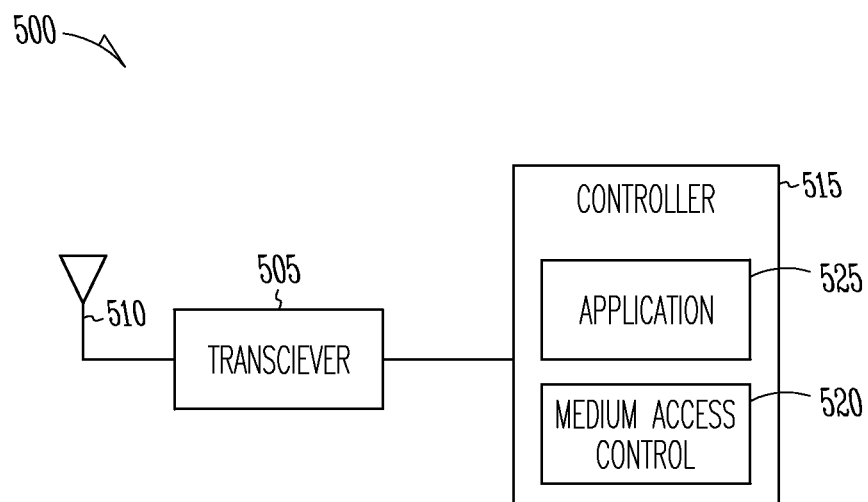 500
CONTROLLER
515
505
525
510
APPLICATION
TRANSCIEVER
520
MEDIUM ACCESS
CONTROL